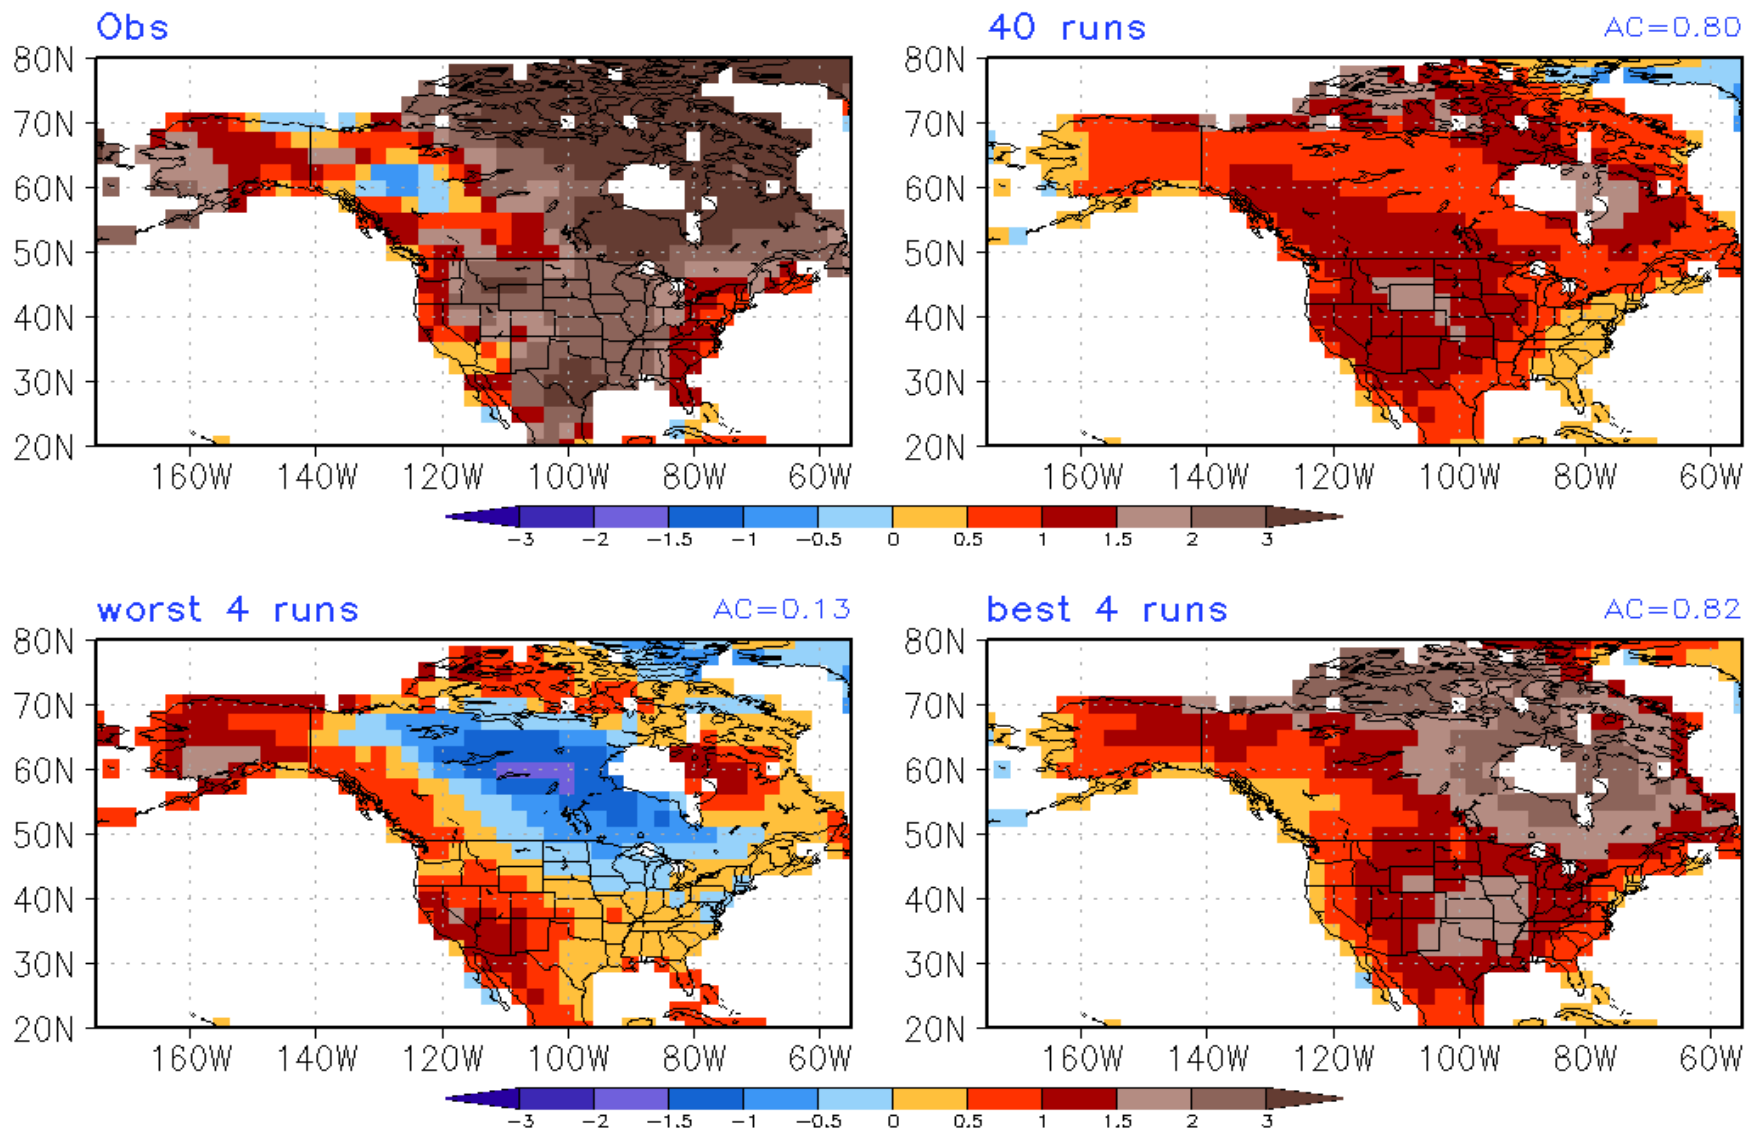 Obs
40 runs AC=0.80
80N
70N
60N
50N
40N
30N
20N
160W 140W 120W 100W 80W 60W
80N
70N
60N
50N
40N
30N
20N
160W 140W 120W 100W 80W 60W
-3 -2 -1.5 -1 -0.5 0 0.5 1 1.5 2 3
worst 4 runs AC=0.13
best 4 runs AC=0.82
80N
70N
60N
50N
40N
30N
20N
160W 140W 120W 100W 80W 60W
80N
70N
60N
50N
40N
30N
20N
160W 140W 120W 100W 80W 60W
-3 -2 -1.5 -1 -0.5 0 0.5 1 1.5 2 3